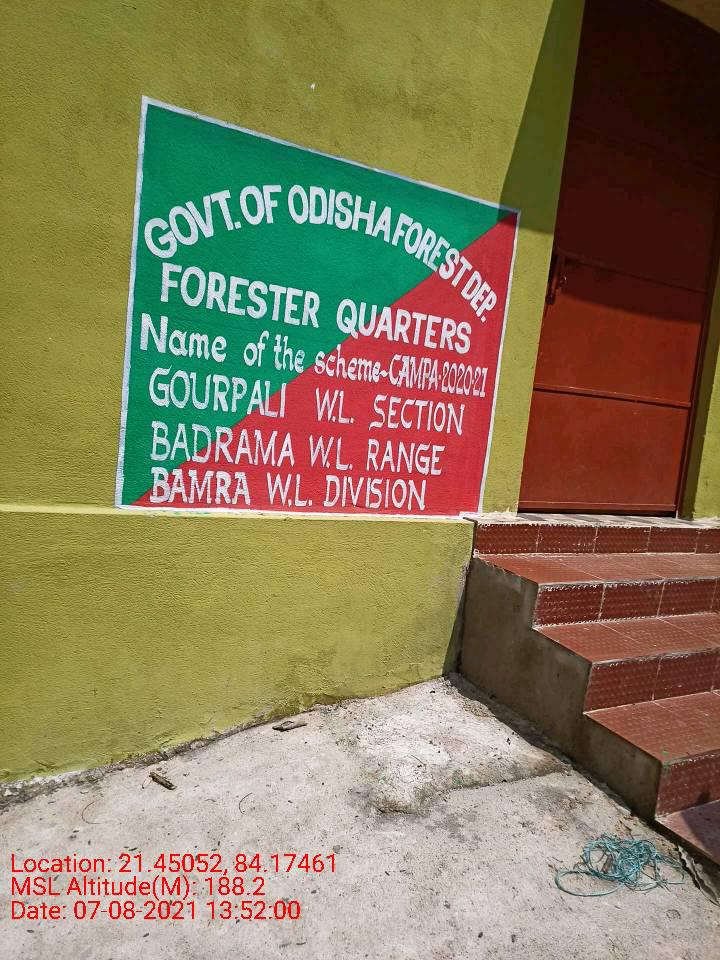 GOVT. OF ODISHA FOREST DEP.
FORESTER QUARTERS
Name of the scheme-CAMPA-2020-21
GOURPALI W.L. SECTION
BADRAMA W.L. RANGE
BAMRA W.L. DIVISION
Location: 21.45052, 84.17461
MSL Altitude(M): 188.2
Date: 07-08-2021 13:52:00